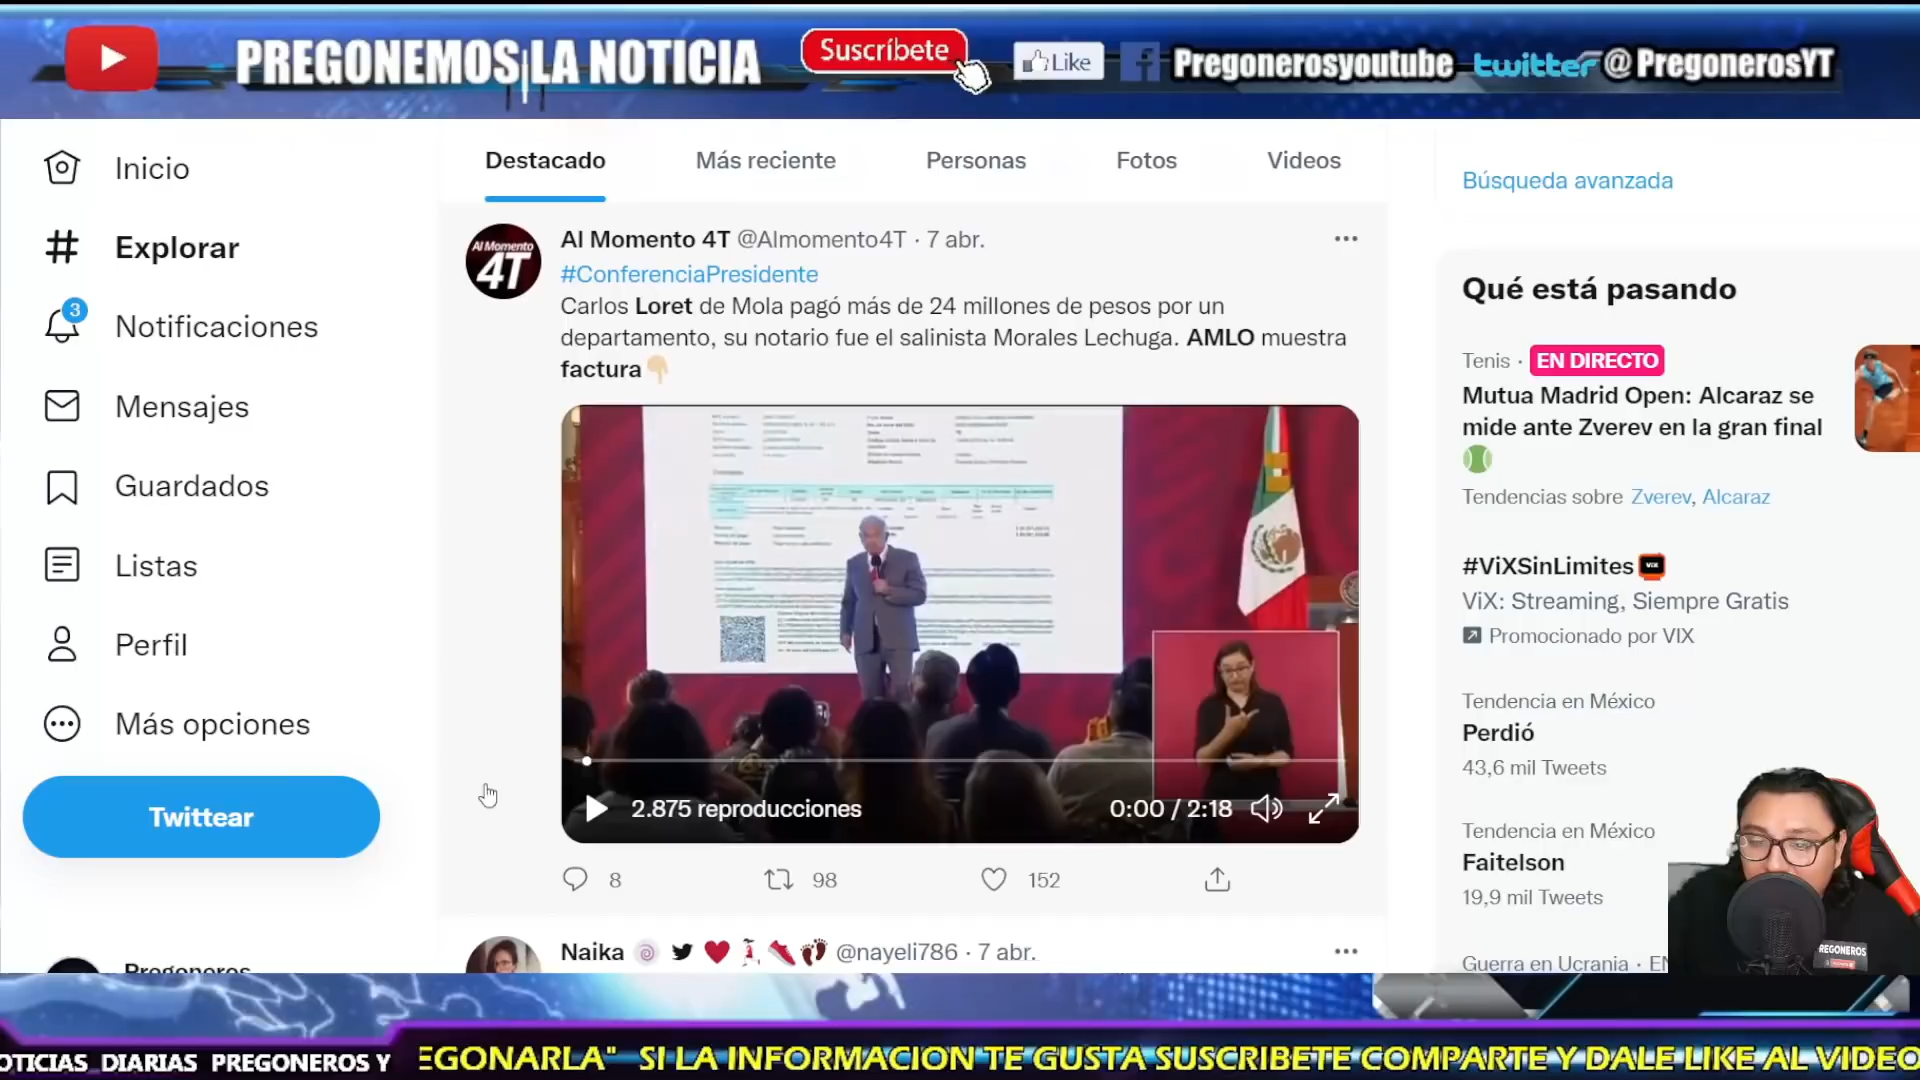 PREGONEMOS LA NOTICIA
Suscríbete
Like
Pregonerosyoutube
twitter @PregonerosYT
Inicio
Explorar
3
Notificaciones
Mensajes
Guardados
Listas
Perfil
Más opciones
Twittear
Pregoneros
Destacado
Más reciente
Personas
Fotos
Videos
Al Momento
4T
Al Momento 4T @Almomento4T · 7 abr.
#ConferenciaPresidente
Carlos Loret de Mola pagó más de 24 millones de pesos por un
departamento, su notario fue el salinista Morales Lechuga. AMLO muestra
factura👇🏼
2.875 reproducciones
0:00 / 2:18
8
98
152
Naika @nayeli786 · 7 abr.
Búsqueda avanzada
Qué está pasando
Tenis · EN DIRECTO
Mutua Madrid Open: Alcaraz se
mide ante Zverev en la gran final
Tendencias sobre Zverev, Alcaraz
#ViXSinLimites
ViX: Streaming, Siempre Gratis
Promocionado por VIX
Tendencia en México
Perdió
43,6 mil Tweets
Tendencia en México
Faitelson
19,9 mil Tweets
Guerra en Ucrania ·
REGONEROS
OTICIAS DIARIAS PREGONEROS Y
EGONARLA" SI LA INFORMACION TE GUSTA SUSCRIBETE COMPARTE Y DALE LIKE AL VIDEO